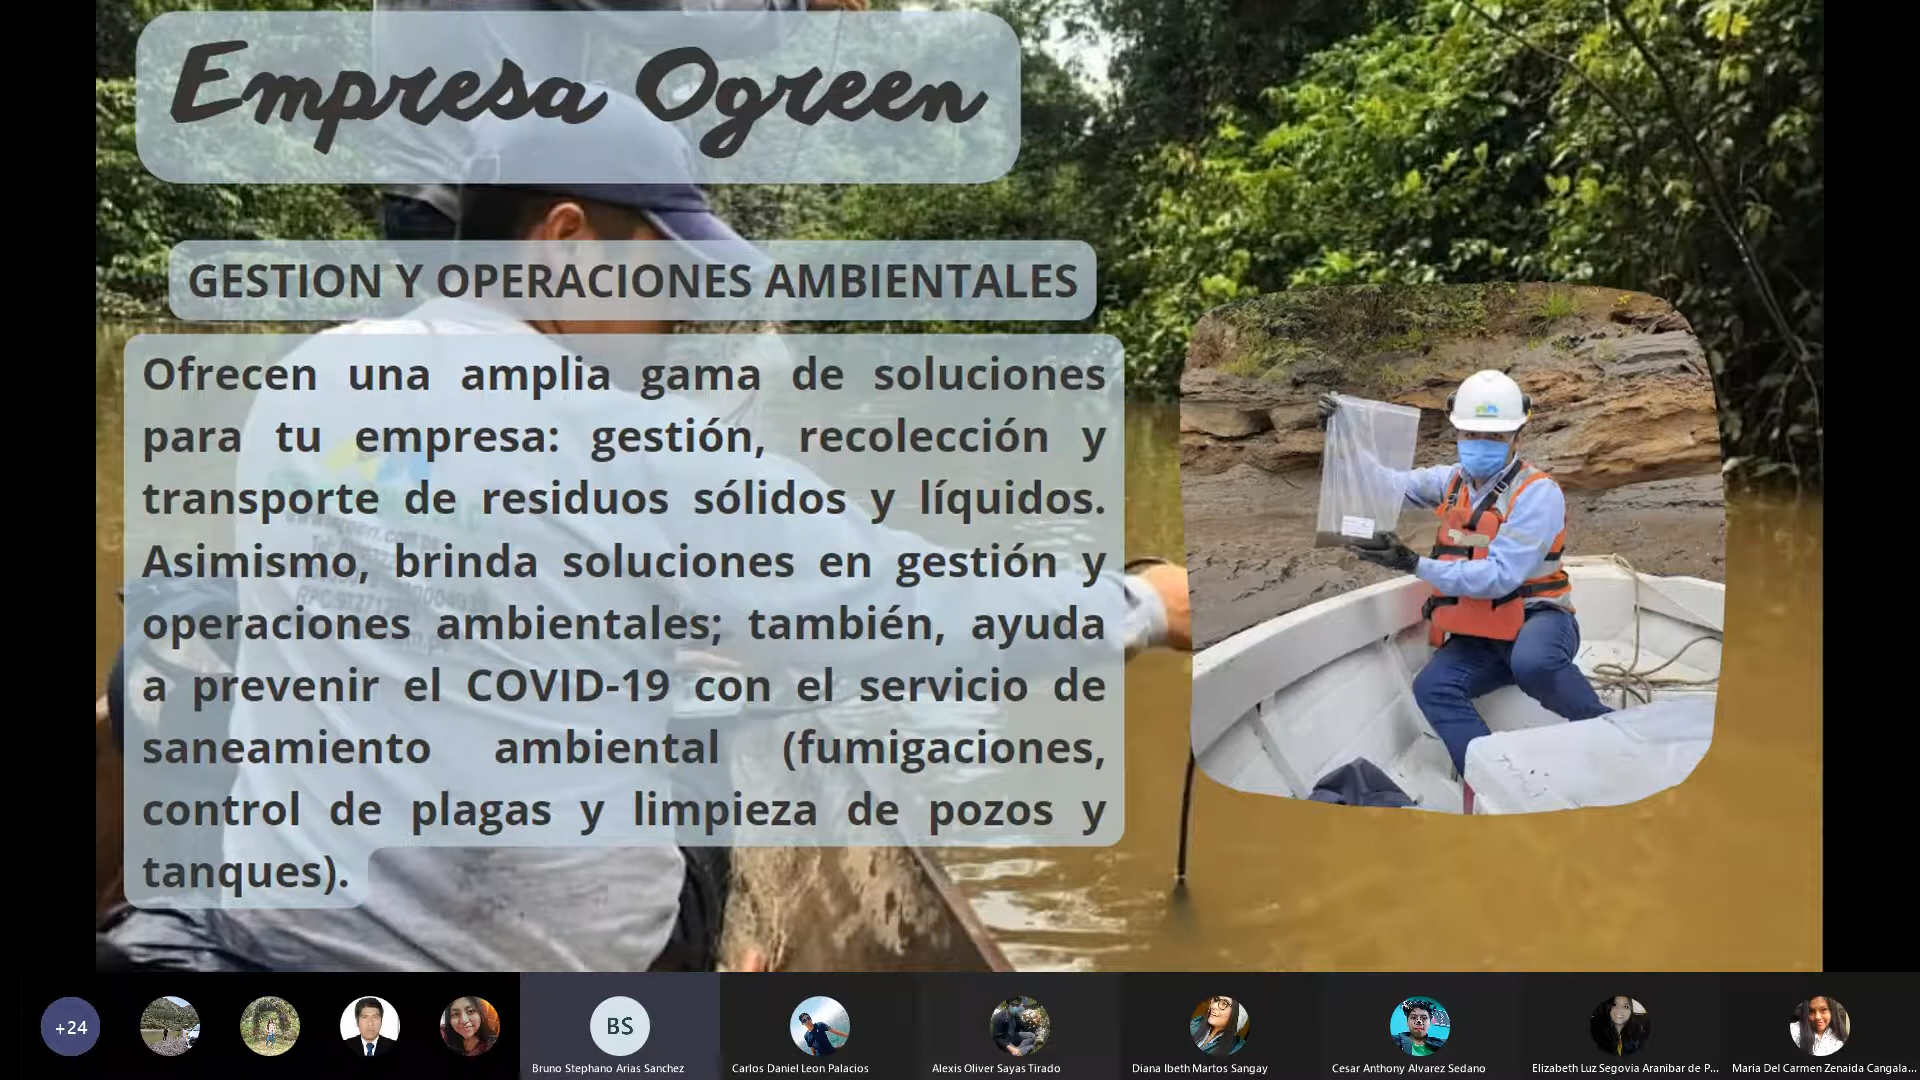 Empresa Ogreen
GESTION Y OPERACIONES AMBIENTALES
Ofrecen una amplia gama de soluciones
para tu empresa: gestión, recolección y
transporte de residuos sólidos y líquidos.
Asimismo, brinda soluciones en gestión y
operaciones ambientales; también, ayuda
a prevenir el COVID-19 con el servicio de
saneamiento ambiental (fumigaciones,
control de plagas y limpieza de pozos y
tanques).
+24
BS
Bruno Stephano Arias Sanchez
Carlos Daniel Leon Palacios
Alexis Oliver Sayas Tirado
Diana Ibeth Martos Sangay
Cesar Anthony Alvarez Sedano
Elizabeth Luz Segovia Aranibar de P...
Maria Del Carmen Zenaida Cangala...